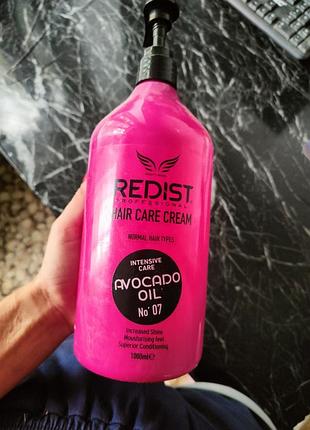 REDIST
PROFESSIONAL
HAIR CARE CREAM
NORMAL HAIR TYPES
INTENSIVE
CARE
AVOCADO
OIL
No' 07
Increased Shine
Moisturising feel
Superior Conditioning
1000ml e